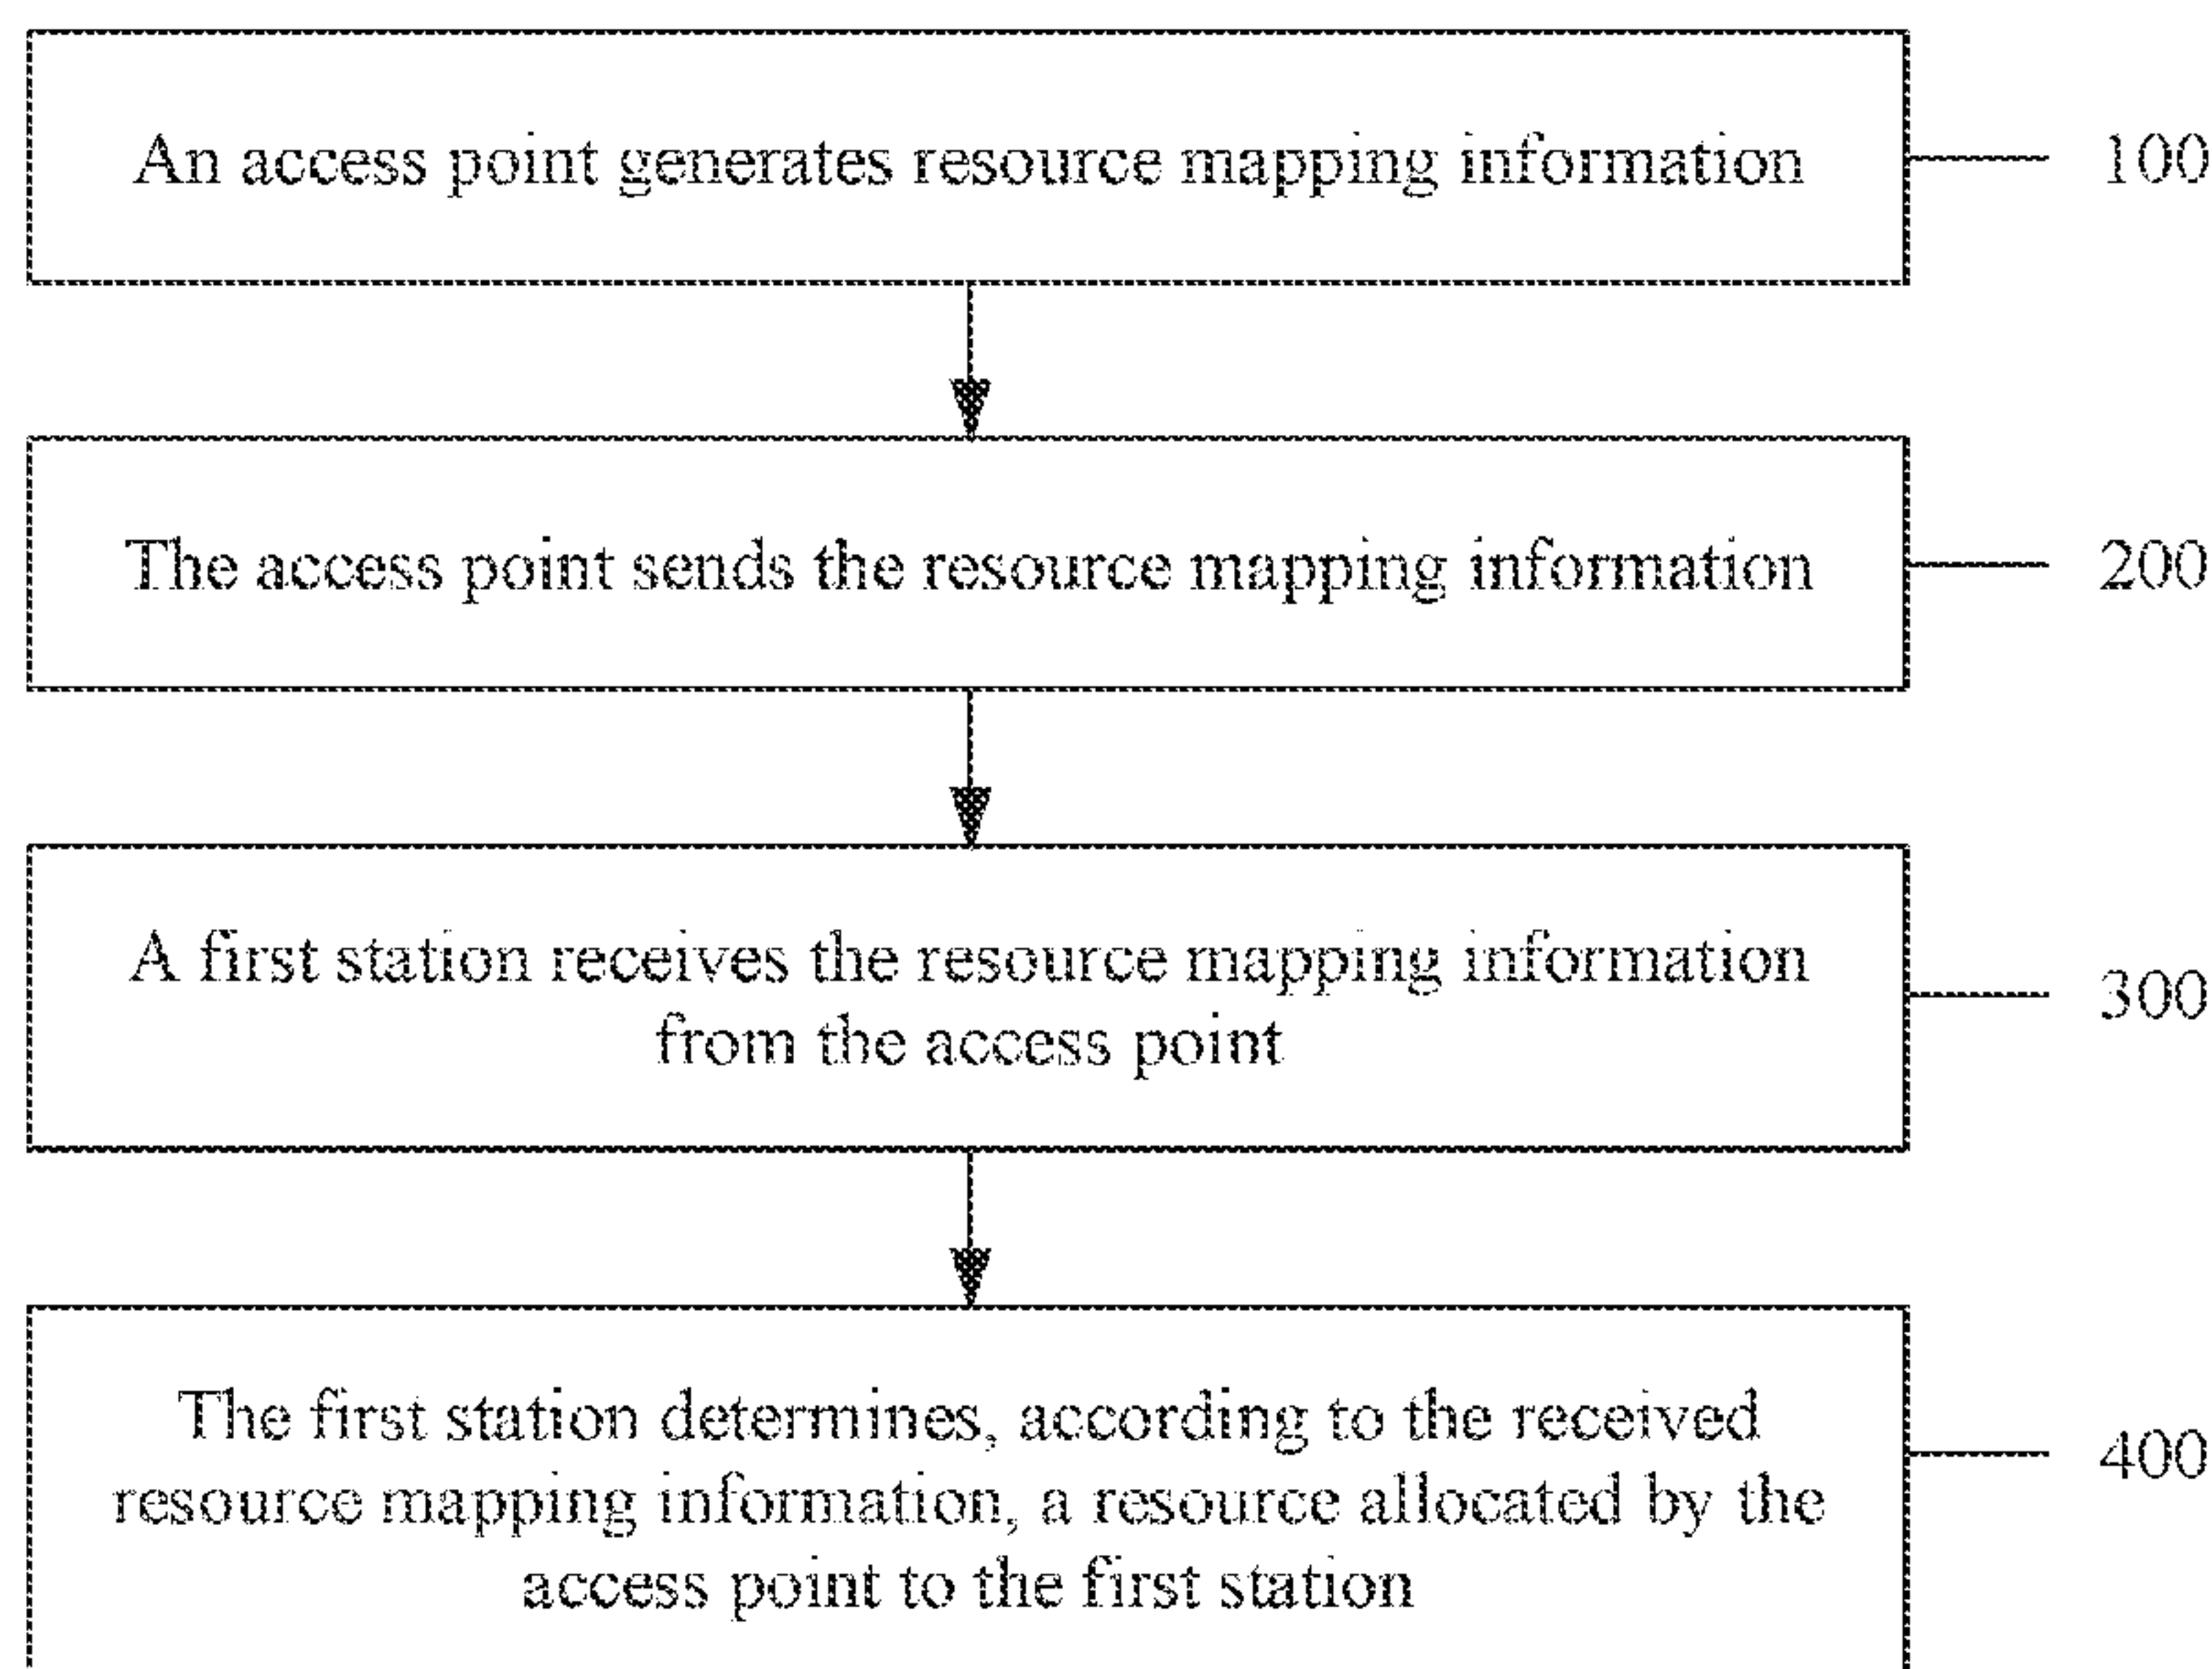 An access point generates resource mapping information
100
The access point sends the resource mapping information
200
A first station receives the resource mapping information
from the access point
300
The first station determines, according to the received
resource mapping information, a resource allocated by the
access point to the first station
400